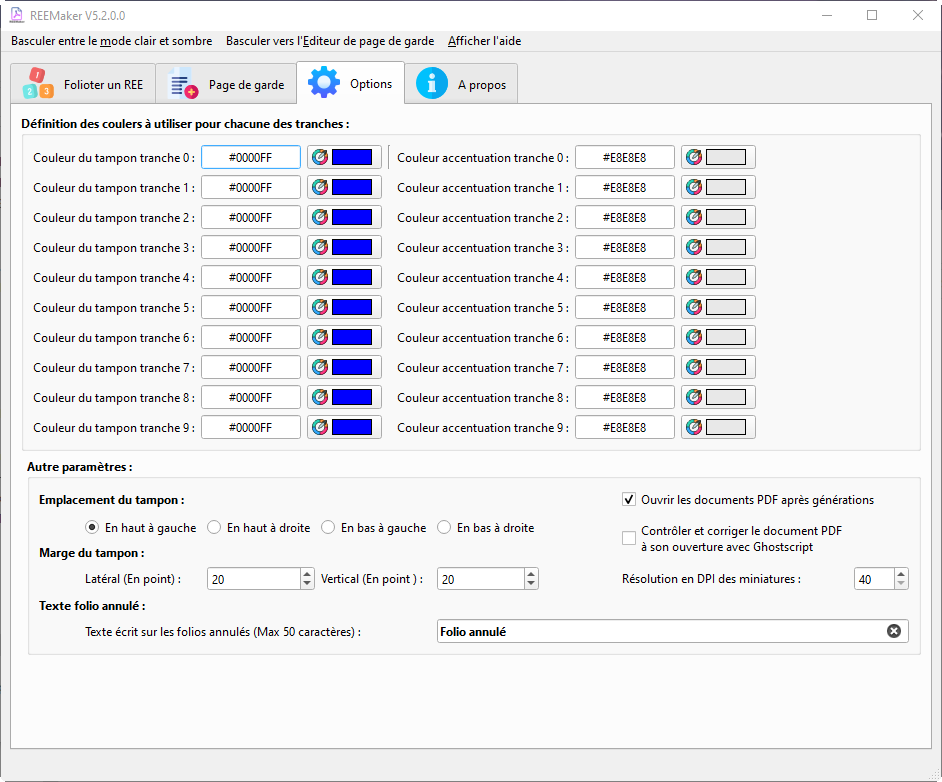 REEMaker V5.2.0.0
Basculer entre le mode clair et sombre Basculer vers l'Editeur de page de garde Afficher l'aide
Folioter un REE Page de garde Options A propos
Définition des coulers à utiliser pour chacune des tranches :
Couleur du tampon tranche 0 : #0000FF Couleur accentuation tranche 0 : #E8E8E8
Couleur du tampon tranche 1 : #0000FF Couleur accentuation tranche 1 : #E8E8E8
Couleur du tampon tranche 2 : #0000FF Couleur accentuation tranche 2 : #E8E8E8
Couleur du tampon tranche 3 : #0000FF Couleur accentuation tranche 3 : #E8E8E8
Couleur du tampon tranche 4 : #0000FF Couleur accentuation tranche 4 : #E8E8E8
Couleur du tampon tranche 5 : #0000FF Couleur accentuation tranche 5 : #E8E8E8
Couleur du tampon tranche 6 : #0000FF Couleur accentuation tranche 6 : #E8E8E8
Couleur du tampon tranche 7 : #0000FF Couleur accentuation tranche 7 : #E8E8E8
Couleur du tampon tranche 8 : #0000FF Couleur accentuation tranche 8 : #E8E8E8
Couleur du tampon tranche 9 : #0000FF Couleur accentuation tranche 9 : #E8E8E8
Autre paramètres :
Emplacement du tampon : Ouvrir les documents PDF après générations
En haut à gauche En haut à droite En bas à gauche En bas à droite
Contrôler et corriger le document PDF
à son ouverture avec Ghostscript
Marge du tampon :
Latéral (En point) : 20 Vertical (En point ) : 20 Résolution en DPI des miniatures : 40
Texte folio annulé :
Texte écrit sur les folios annulés (Max 50 caractères) : Folio annulé